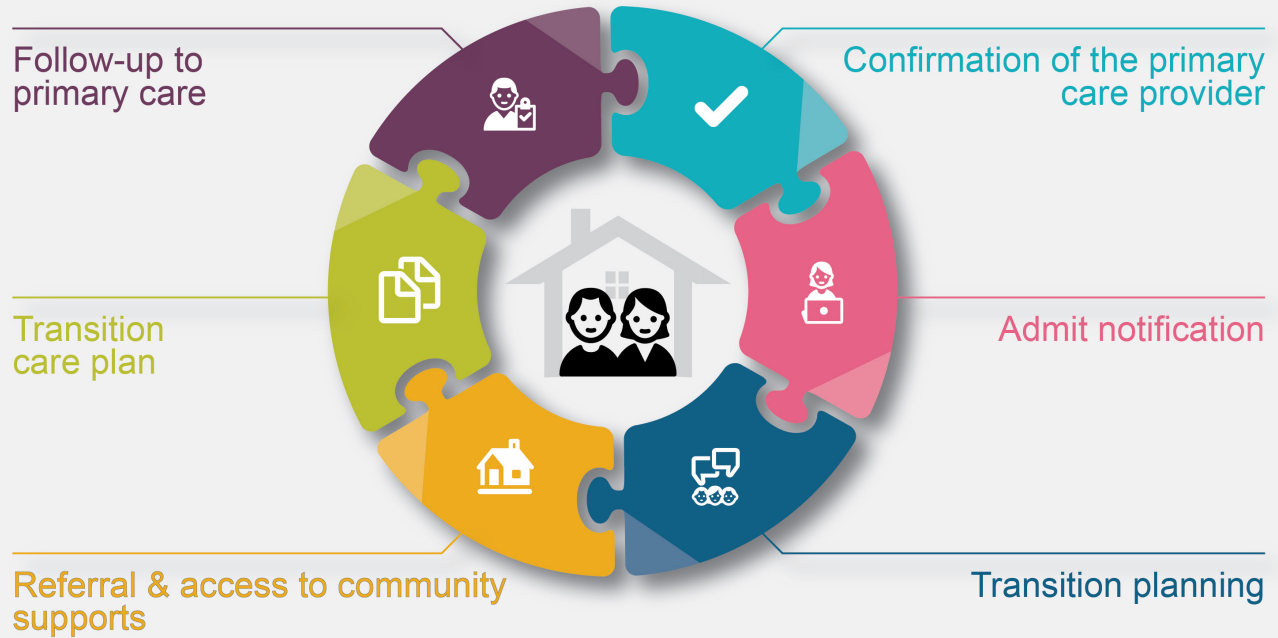 Follow-up to
primary care
Confirmation of the primary
care provider
Transition
care plan
Admit notification
Referral & access to community
supports
Transition planning